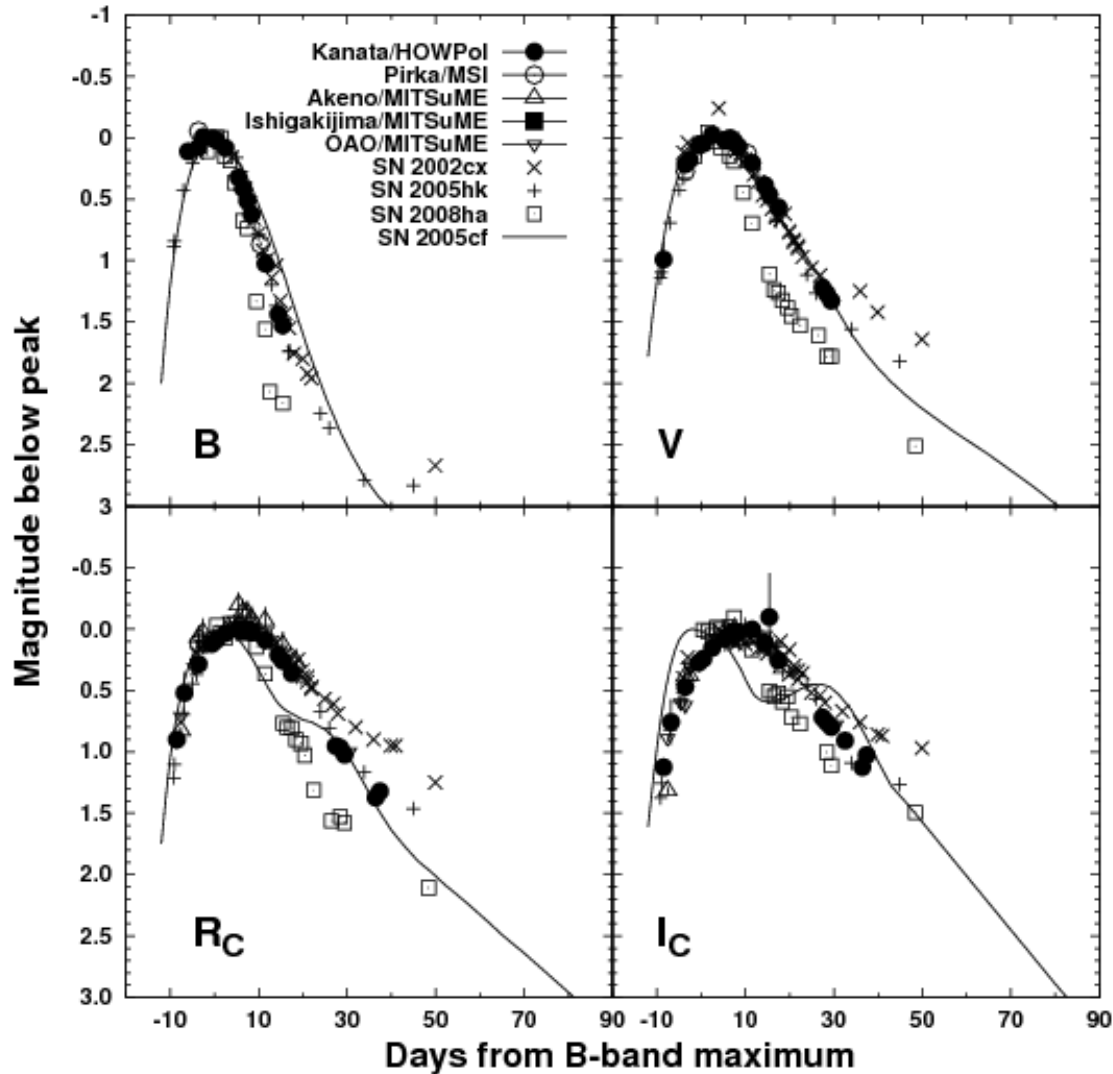 Magnitude below peak
-1
-0.5
0
0.5
1
1.5
2
2.5
3
Kanata/HOWPol
Pirka/MSI
Akeno/MITSuME
Ishigakijima/MITSuME
OAO/MITSuME
SN 2002cx
SN 2005hk
SN 2008ha
SN 2005cf
B
V
-0.5
0.0
0.5
1.0
1.5
2.0
2.5
3.0
RC
IC
-10 10 30 50 70 90 -10 10 30 50 70 90
Days from B-band maximum